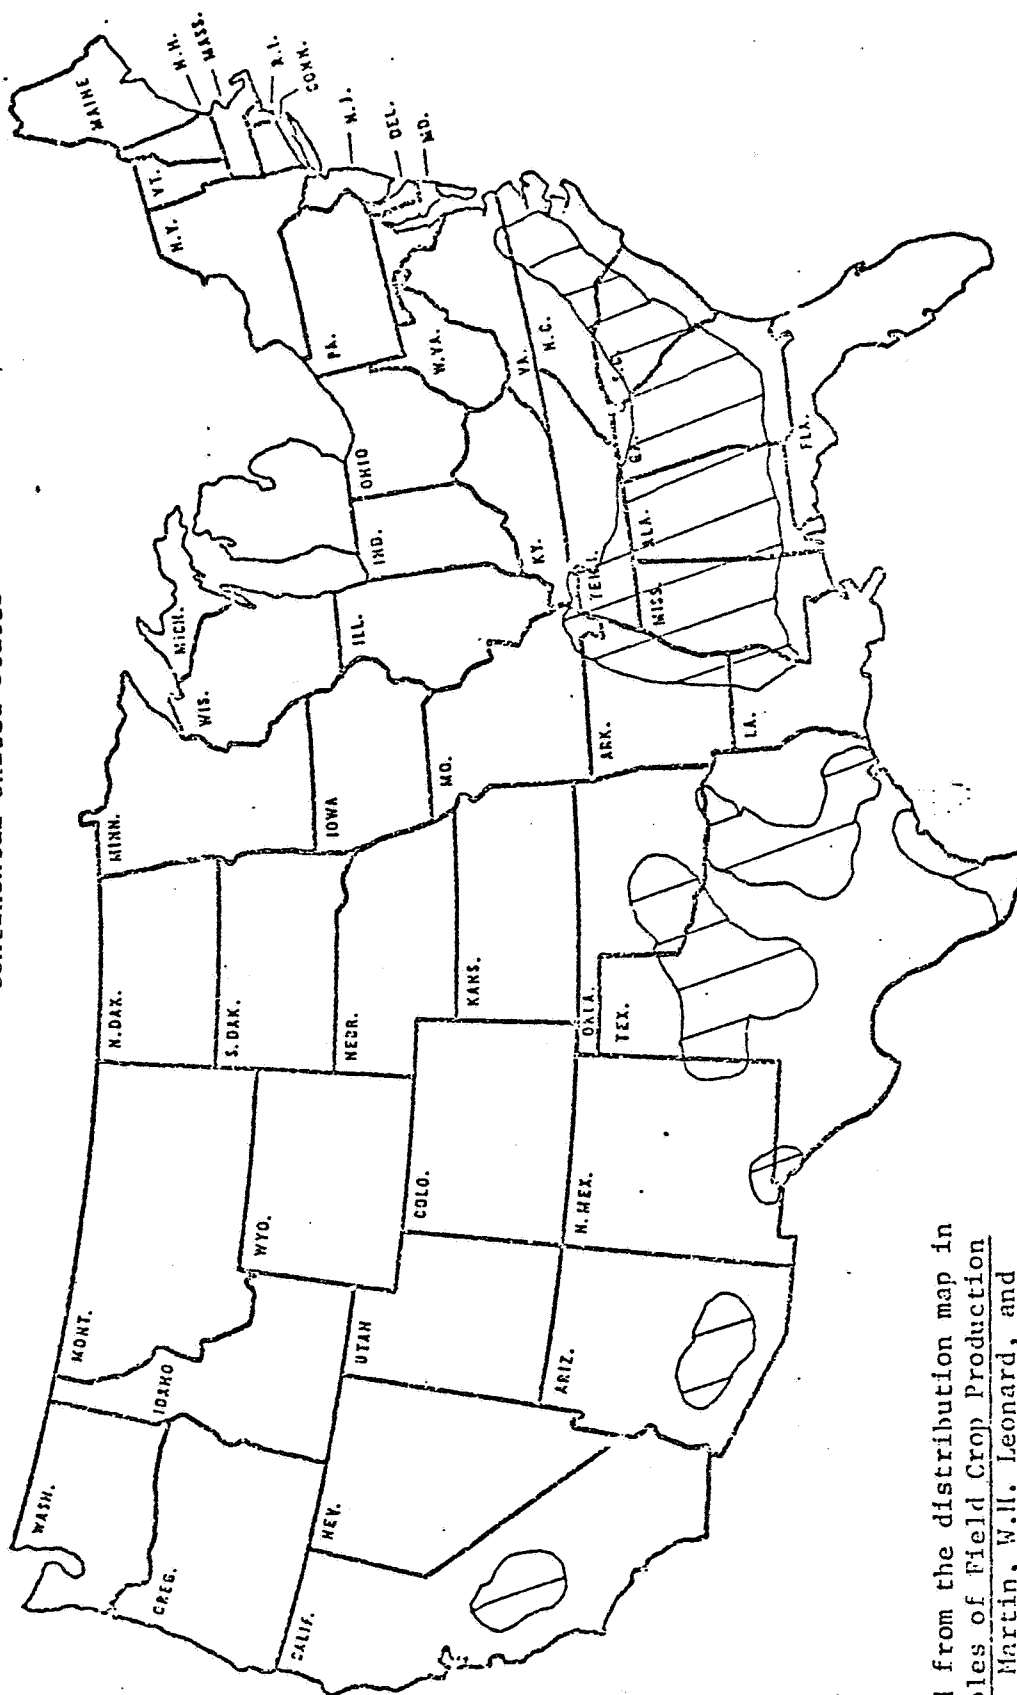 WASH.
OREG.
CALIF.
NEV.
IDAHO
MONT.
WYO.
UTAH
ARIZ.
COLO.
N. MEX.
N. DAK.
S. DAK.
NEBR.
KANS.
OKLA.
TEX.
MINN.
IOWA
MO.
ARK.
LA.
WIS.
MICH.
ILL.
IND.
OHIO
KY.
TENN.
MISS.
ALA.
GA.
FLA.
S.C.
N.C.
VA.
W.VA.
PA.
N.Y.
VT.
MAINE
N.H.
MASS.
R.I.
CONN.
N.J.
DEL.
MD.
from the distribution map in
of Field Crop Production
Martin, W.H. Leonard, and